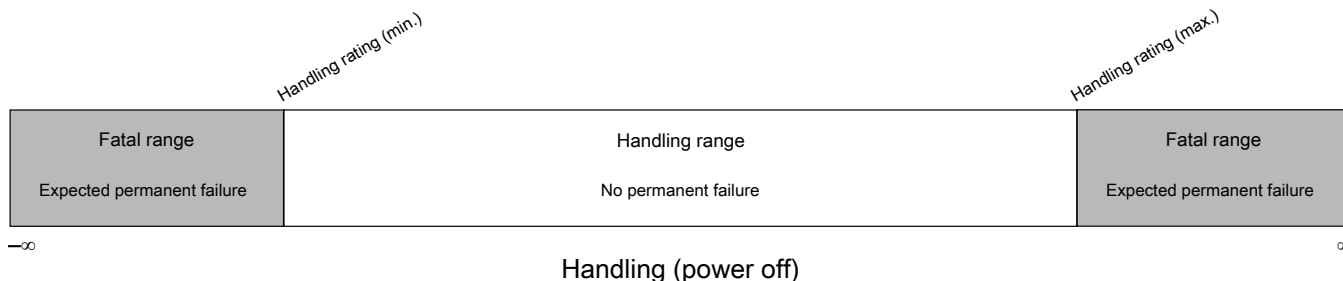 Handling rating (min.)
Handling rating (max.)
Fatal range
Handling range
Fatal range
Expected permanent failure
No permanent failure
Expected permanent failure
–∞
∞
Handling (power off)